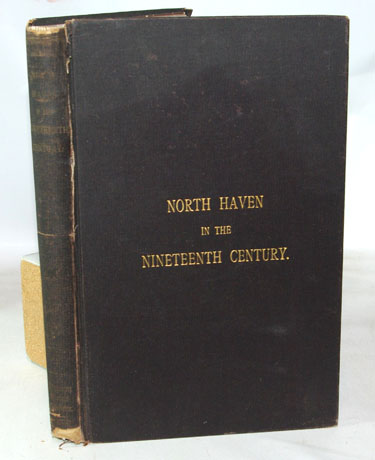 NORTH HAVEN
IN THE
NINETEENTH CENTURY.